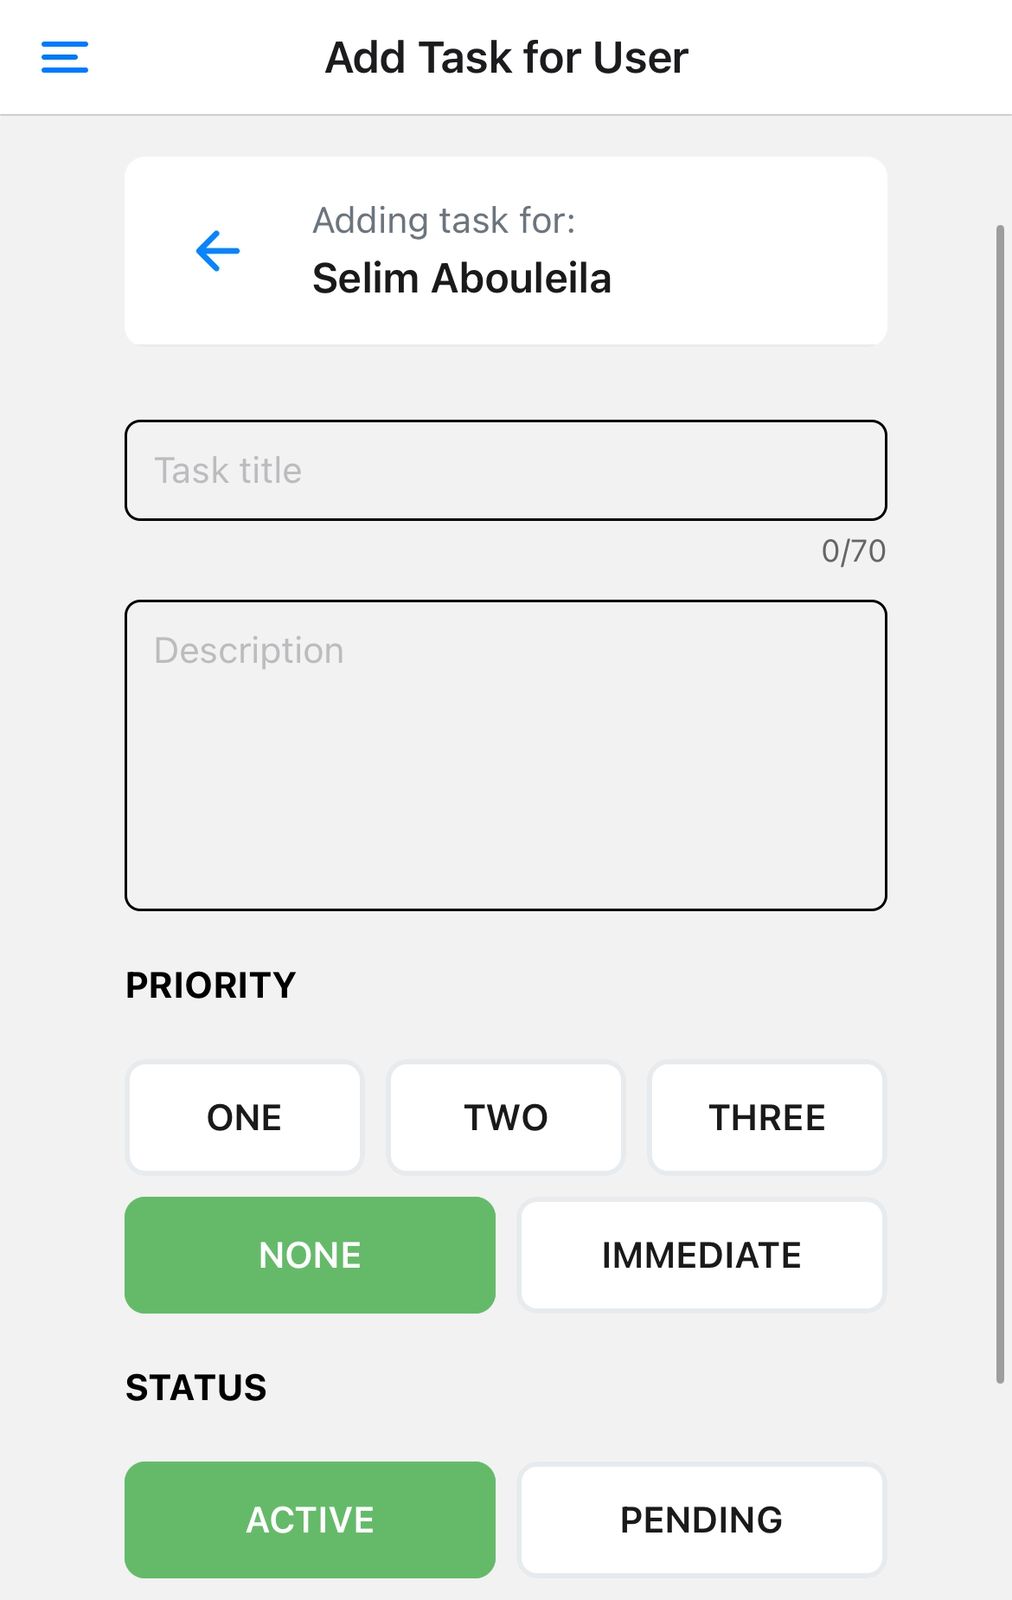 Add Task for User
Adding task for:
Selim Abouleila
Task title
0/70
Description
PRIORITY
ONE TWO THREE
NONE IMMEDIATE
STATUS
ACTIVE PENDING